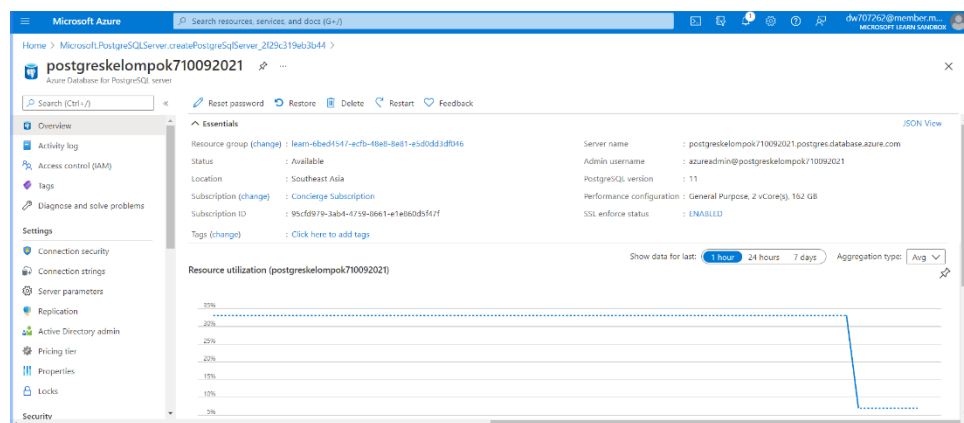 Microsoft Azure
Search resources, services, and docs (G+/)
1
dw707262@member.m...
MICROSOFT LEARN SANDBOX
Home > Microsoft.PostgreSQLServer.createPostgreSqlServer_2f29c319eb3b44 >
postgreskelompok710092021
Azure Database for PostgreSQL server
Search (Ctrl+/)
Reset password Restore Delete Restart Feedback
Overview
Activity log
Access control (IAM)
Tags
Diagnose and solve problems
Settings
Connection security
Connection strings
Server parameters
Replication
Active Directory admin
Pricing tier
Properties
Locks
Security
Essentials
JSON View
Resource group (change) : learn-6bed4547-ecfb-48e8-8e81-e5d0dd3df046
Status : Available
Location : Southeast Asia
Subscription (change) : Concierge Subscription
Subscription ID : 95cfd979-3ab4-4759-8661-e1e860d5f47f
Tags (change) : Click here to add tags
Server name : postgreskelompok710092021.postgres.database.azure.com
Admin username : azureadmin@postgreskelompok710092021
PostgreSQL version : 11
Performance configuration : General Purpose, 2 vCore(s), 162 GB
SSL enforce status : ENABLED
Show data for last: 1 hour 24 hours 7 days Aggregation type: Avg
Resource utilization (postgreskelompok710092021)
35%
30%
25%
20%
15%
10%
5%